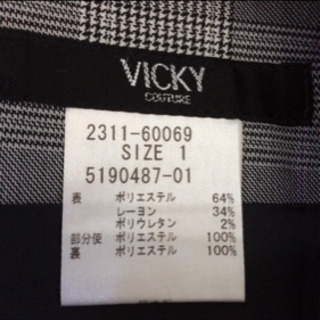 VICKY
COUTURE
2311-60069
SIZE 1
5190487-01
表 ポリエステル 64%
レーヨン 34%
ポリウレタン 2%
部分使 ポリエステル 100%
裏 ポリエステル 100%